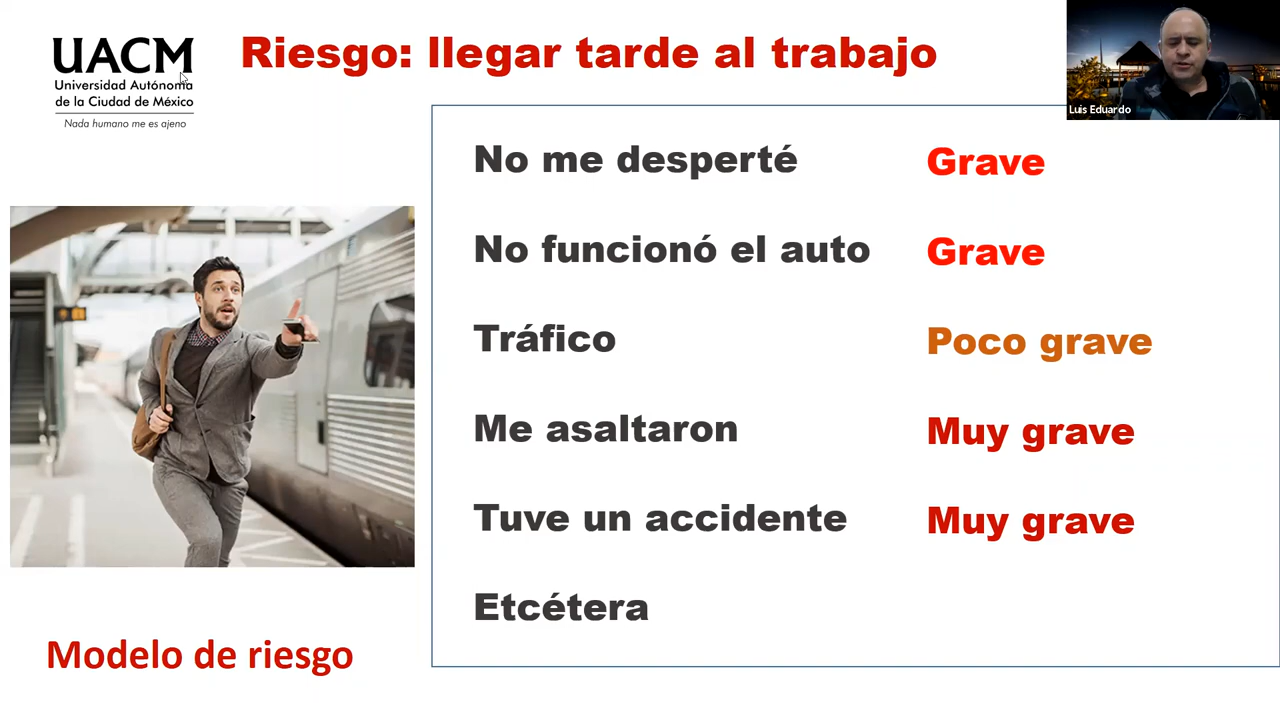 UACM
Universidad Autónoma
de la Ciudad de México
Nada humano me es ajeno
Riesgo: llegar tarde al trabajo
Luis Eduardo
No me desperté Grave
No funcionó el auto Grave
Tráfico Poco grave
Me asaltaron Muy grave
Tuve un accidente Muy grave
Etcétera
Modelo de riesgo